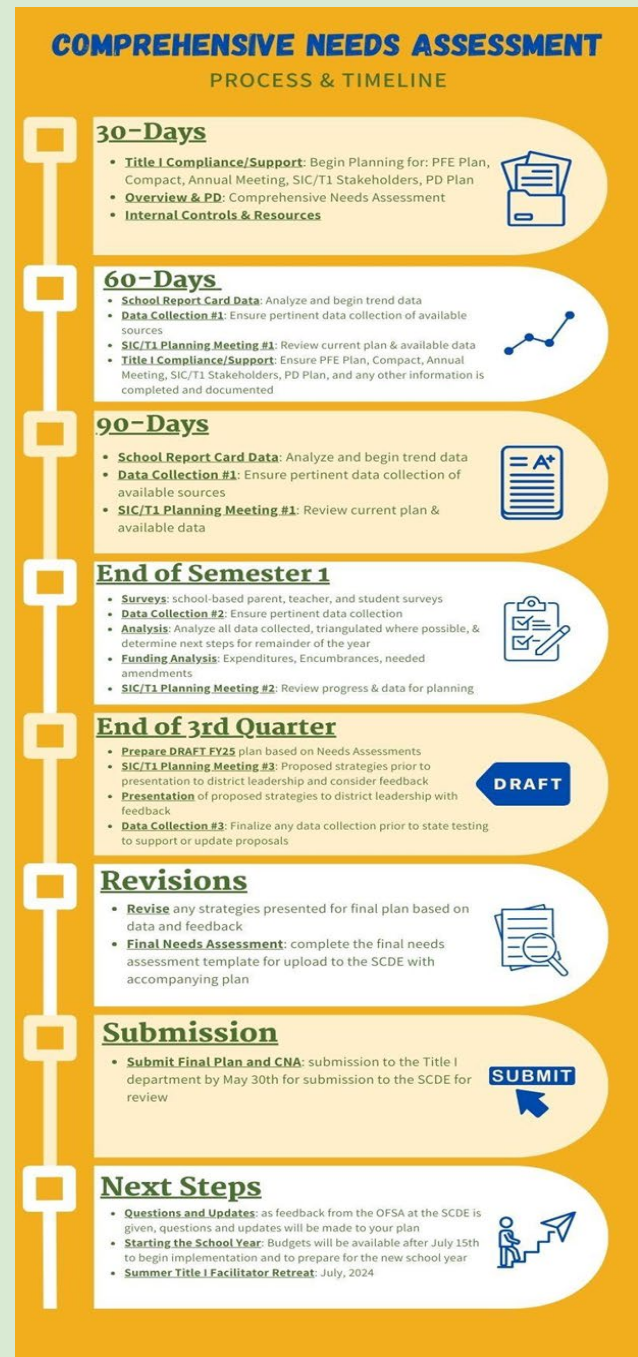 COMPREHENSIVE NEEDS ASSESSMENT
PROCESS & TIMELINE
30-Days
• Title I Compliance/Support: Begin Planning for: PFE Plan,
Compact, Annual Meeting, SIC/T1 Stakeholders, PD Plan
• Overview & PD: Comprehensive Needs Assessment
• Internal Controls & Resources
60-Days
• School Report Card Data: Analyze and begin trend data
• Data Collection #1: Ensure pertinent data collection of available
sources
• SIC/T1 Planning Meeting #1: Review current plan & available data
• Title I Compliance/Support: Ensure PFE Plan, Compact, Annual
Meeting, SIC/T1 Stakeholders, PD Plan, and any other information is
completed and documented
90-Days
• School Report Card Data: Analyze and begin trend data
• Data Collection #1: Ensure pertinent data collection of
available sources
• SIC/T1 Planning Meeting #1: Review current plan &
available data
A+
End of Semester 1
• Surveys: school-based parent, teacher, and student surveys
• Data Collection #2: Ensure pertinent data collection
• Analysis: Analyze all data collected, triangulated where possible, &
determine next steps for remainder of the year
• Funding Analysis: Expenditures, Encumbrances, needed
amendments
• SIC/T1 Planning Meeting #2: Review progress & data for planning
End of 3rd Quarter
• Prepare DRAFT FY25 plan based on Needs Assessments
• SIC/T1 Planning Meeting #3: Proposed strategies prior to
presentation to district leadership and consider feedback
• Presentation of proposed strategies to district leadership with
feedback
• Data Collection #3: Finalize any data collection prior to state testing
to support or update proposals
DRAFT
Revisions
• Revise any strategies presented for final plan based on
data and feedback
• Final Needs Assessment: complete the final needs
assessment template for upload to the SCDE with
accompanying plan
Submission
• Submit Final Plan and CNA: submission to the Title I
department by May 30th for submission to the SCDE for
review
SUBMIT
Next Steps
• Questions and Updates: as feedback from the OFSA at the SCDE is
given, questions and updates will be made to your plan
• Starting the School Year: Budgets will be available after July 15th
to begin implementation and to prepare for the new school year
• Summer Title I Facilitator Retreat: July, 2024